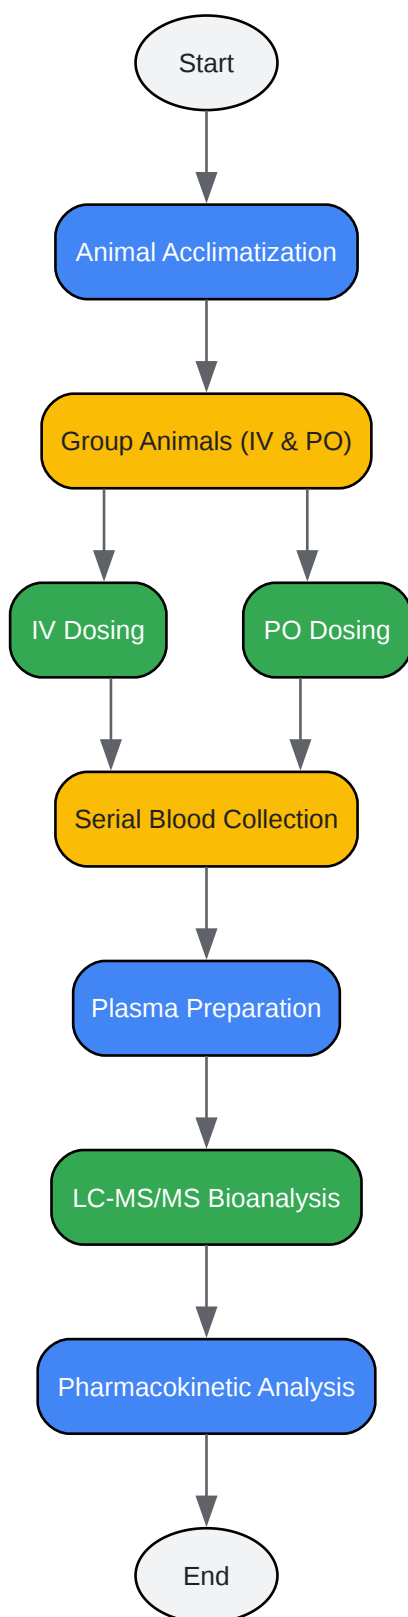 Start
Animal Acclimatization
Group Animals (IV & PO)
IV Dosing
PO Dosing
Serial Blood Collection
Plasma Preparation
LC-MS/MS Bioanalysis
Pharmacokinetic Analysis
End